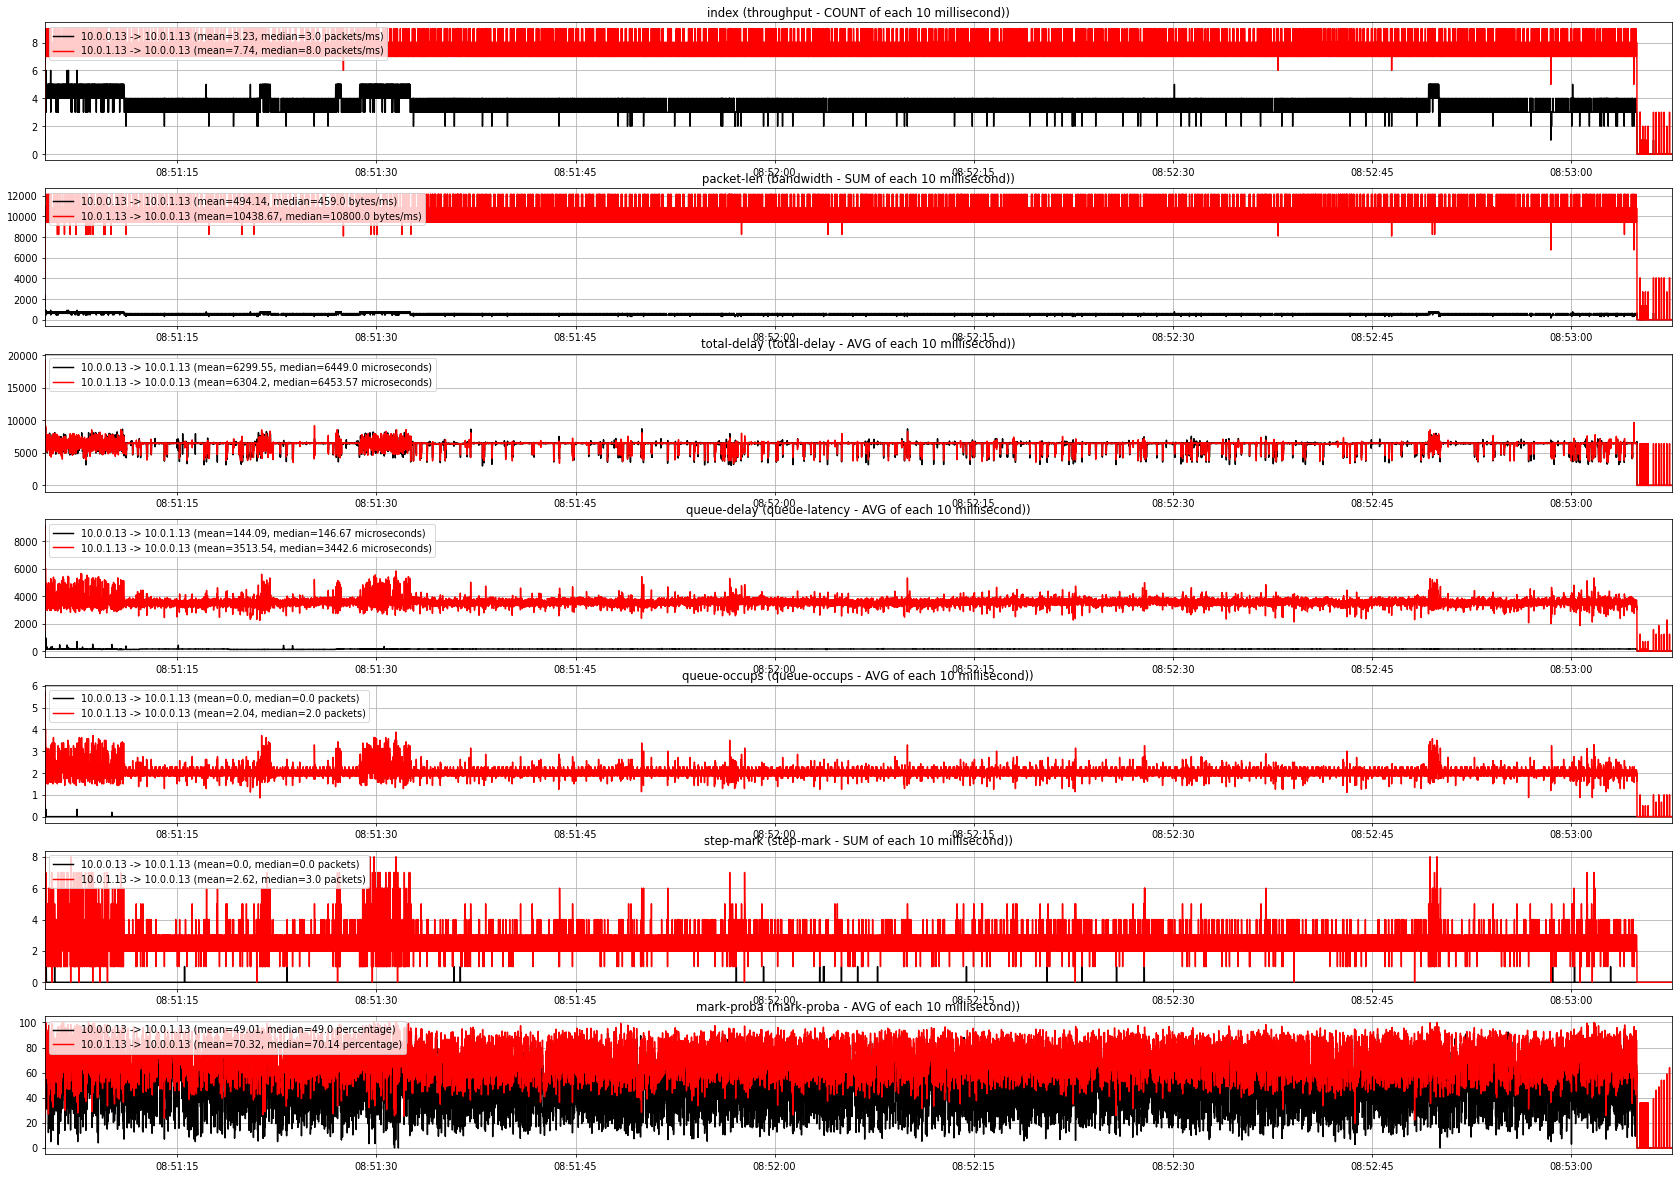 index (throughput - COUNT of each 10 millisecond))
10.0.0.13 -> 10.0.1.13 (mean=3.23, median=3.0 packets/ms)
10.0.1.13 -> 10.0.0.13 (mean=7.74, median=8.0 packets/ms)
8
6
4
2
0
08:51:15 08:51:30 08:51:45 08:52:00 08:52:15 08:52:30 08:52:45 08:53:00
packet-len (bandwidth - SUM of each 10 millisecond))
10.0.0.13 -> 10.0.1.13 (mean=494.14, median=459.0 bytes/ms)
10.0.1.13 -> 10.0.0.13 (mean=10438.67, median=10800.0 bytes/ms)
12000
10000
8000
6000
4000
2000
0
08:51:15 08:51:30 08:51:45 08:52:00 08:52:15 08:52:30 08:52:45 08:53:00
total-delay (total-delay - AVG of each 10 millisecond))
10.0.0.13 -> 10.0.1.13 (mean=6299.55, median=6449.0 microseconds)
10.0.1.13 -> 10.0.0.13 (mean=6304.2, median=6453.57 microseconds)
20000
15000
10000
5000
0
08:51:15 08:51:30 08:51:45 08:52:00 08:52:15 08:52:30 08:52:45 08:53:00
queue-delay (queue-latency - AVG of each 10 millisecond))
10.0.0.13 -> 10.0.1.13 (mean=144.09, median=146.67 microseconds)
10.0.1.13 -> 10.0.0.13 (mean=3513.54, median=3442.6 microseconds)
8000
6000
4000
2000
0
08:51:15 08:51:30 08:51:45 08:52:00 08:52:15 08:52:30 08:52:45 08:53:00
queue-occups (queue-occups - AVG of each 10 millisecond))
10.0.0.13 -> 10.0.1.13 (mean=0.0, median=0.0 packets)
10.0.1.13 -> 10.0.0.13 (mean=2.04, median=2.0 packets)
6
5
4
3
2
1
0
08:51:15 08:51:30 08:51:45 08:52:00 08:52:15 08:52:30 08:52:45 08:53:00
step-mark (step-mark - SUM of each 10 millisecond))
10.0.0.13 -> 10.0.1.13 (mean=0.0, median=0.0 packets)
10.0.1.13 -> 10.0.0.13 (mean=2.62, median=3.0 packets)
8
6
4
2
0
08:51:15 08:51:30 08:51:45 08:52:00 08:52:15 08:52:30 08:52:45 08:53:00
mark-proba (mark-proba - AVG of each 10 millisecond))
10.0.0.13 -> 10.0.1.13 (mean=49.01, median=49.0 percentage)
10.0.1.13 -> 10.0.0.13 (mean=70.32, median=70.14 percentage)
100
80
60
40
20
0
08:51:15 08:51:30 08:51:45 08:52:00 08:52:15 08:52:30 08:52:45 08:53:00